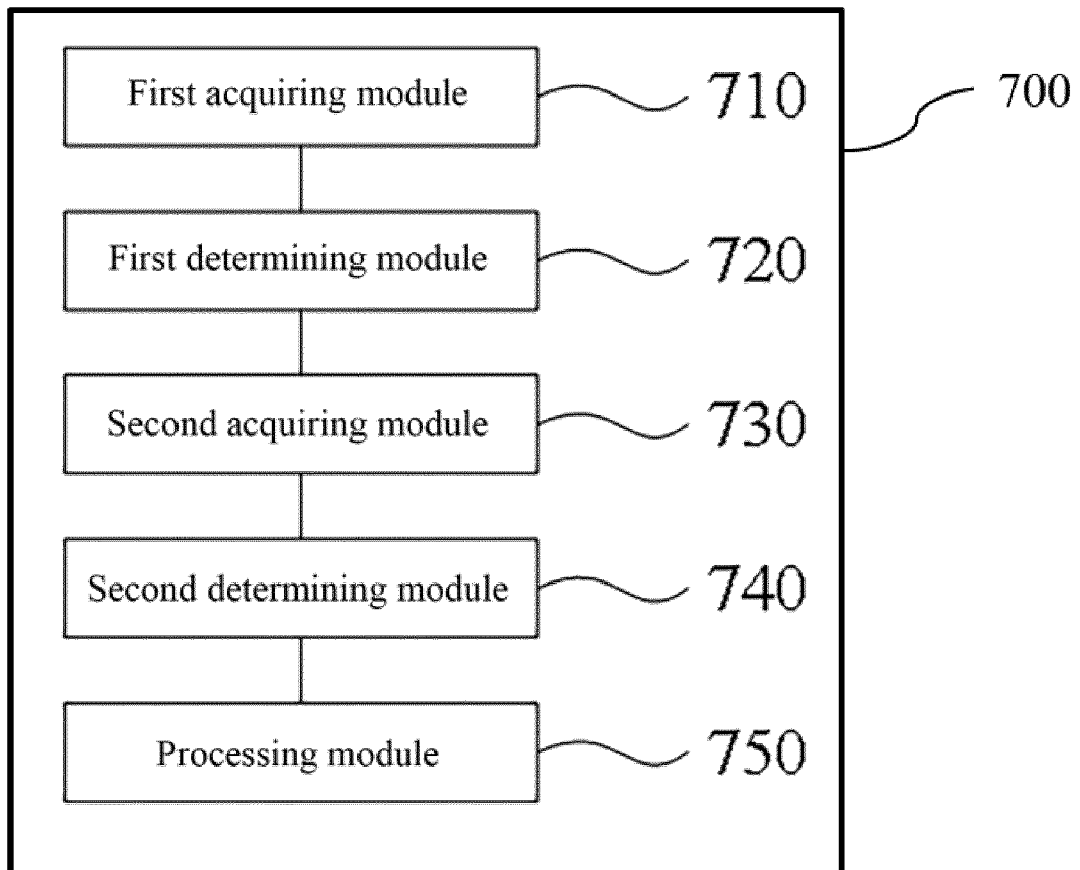 First acquiring module 710 700
First determining module 720
Second acquiring module 730
Second determining module 740
Processing module 750